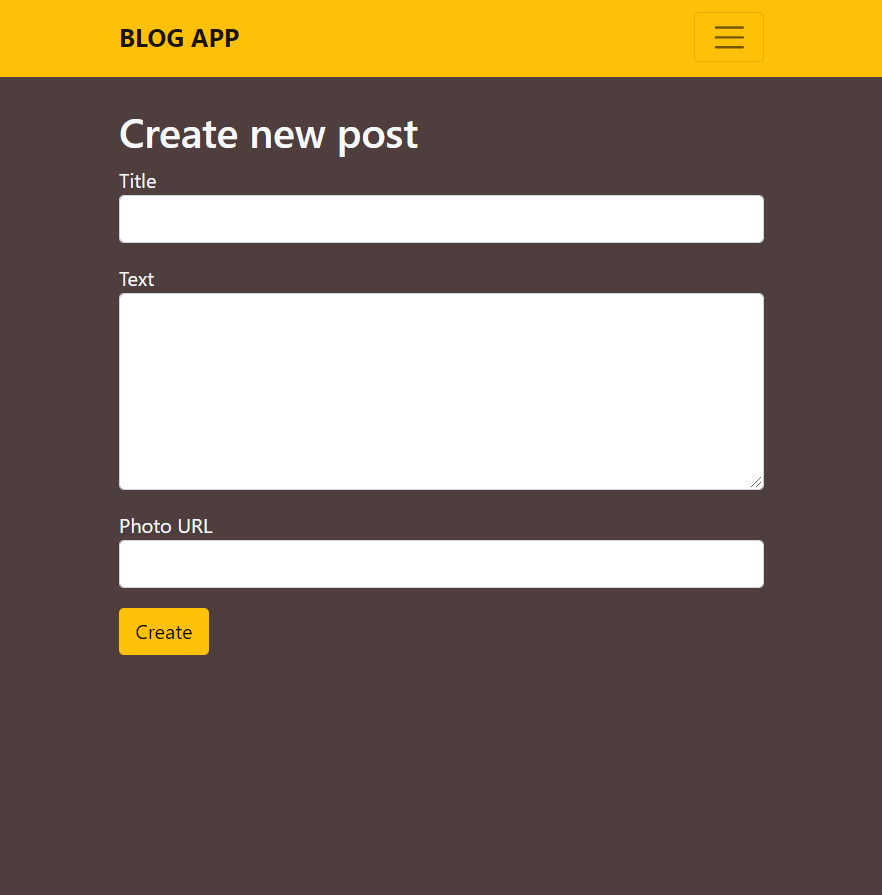 BLOG APP
Create new post
Title
Text
Photo URL
Create